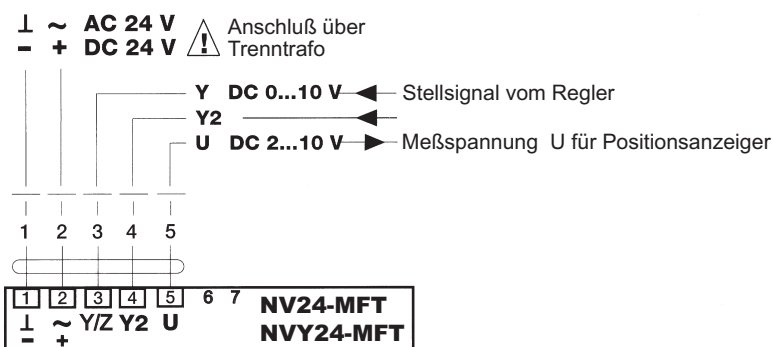 ⊥ ~ AC 24 V
– + DC 24 V
Anschluß über
Trenntrafo
Y DC 0...10 V Stellsignal vom Regler
Y2
U DC 2...10 V Meßspannung U für Positionsanzeiger
1 2 3 4 5
1 2 3 4 5 6 7
⊥ ~ Y/Z Y2 U
– +
NV24-MFT
NVY24-MFT